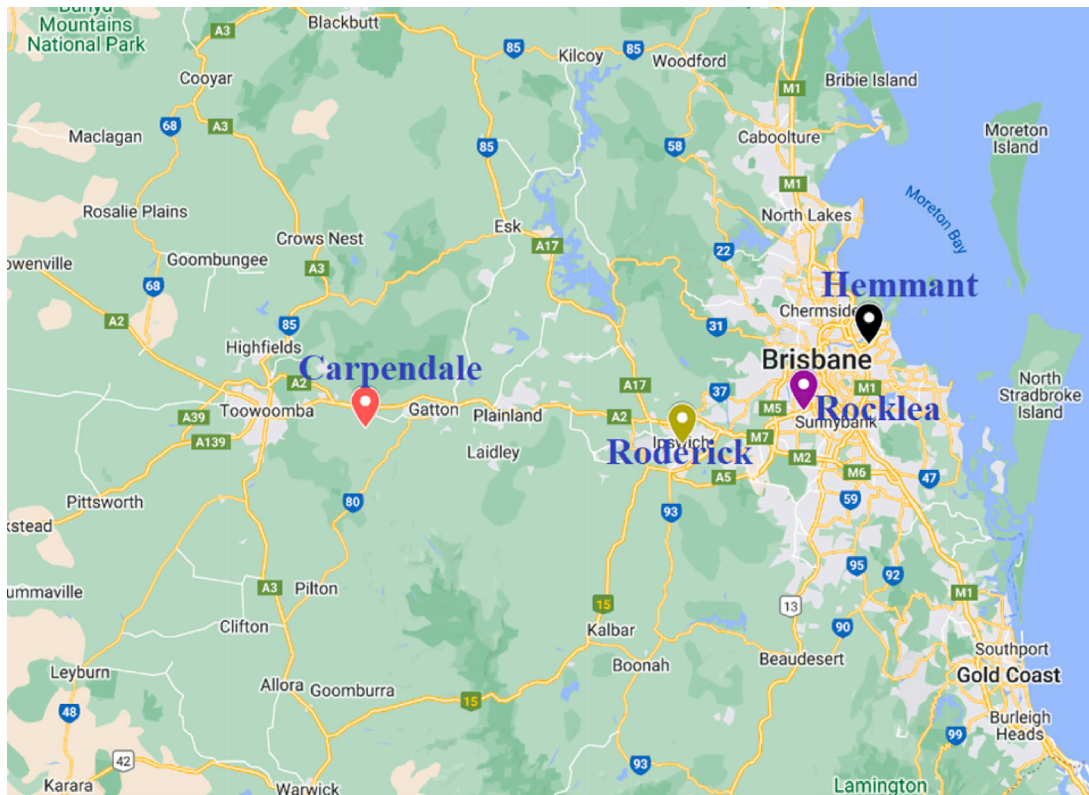 Bunya
Mountains
National Park
A3
Blackbutt
85
Kilcoy
85
Woodford
M1
Bribie Island
Cooyar
68
A3
Maclagan
85
58
Caboolture
Moreton
Island
M1
Rosalie Plains
North Lakes
Moreton
Bay
Esk
A17
22
Crows Nest
Goombungee
A3
owenville
68
Hemmant
Chermside
A2
85
31
Highfields
Brisbane
Carpendale
A2
A17
37
M1
North
Stradbroke
Island
Toowoomba
Gatton
Plainland
A2
M5
Rocklea
A39
Sunnybank
A139
Laidley
Ipswich
Roderick
M7
M2
M6
A5
47
Pittsworth
80
59
93
kstead
95
92
ummaville
A3
Pilton
M1
15
13
Clifton
Kalbar
90
Boonah
Beaudesert
Southport
Leyburn
Gold Coast
Allora
Goomburra
15
48
Burleigh
Heads
99
42
93
Karara
Warwick
Lamington